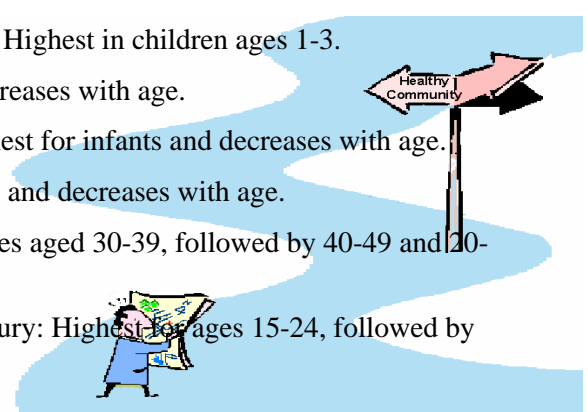 Highest in children ages 1-3.
Healthy
Community
reases with age.
est for infants and decreases with age.
and decreases with age.
es aged 30-39, followed by 40-49 and 20-
ury: Highest for ages 15-24, followed by